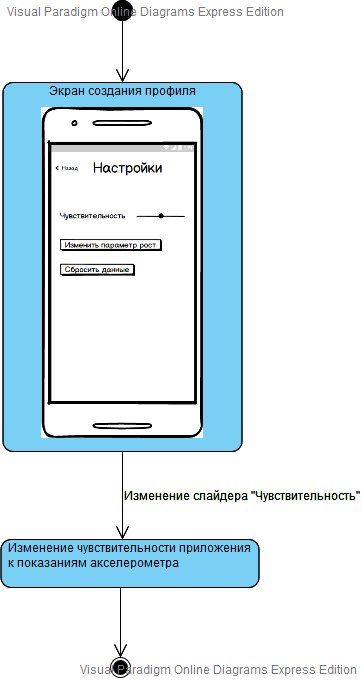 Visual Paradigm Online Diagrams Express Edition
Экран создания профиля
Назад
Настройки
Чувствительность
Изменить параметр рост
Сбросить данные
Изменение слайдера "Чувствительность"
Изменение чувствительности приложения
к показаниям акселерометра
Visual Paradigm Online Diagrams Express Edition